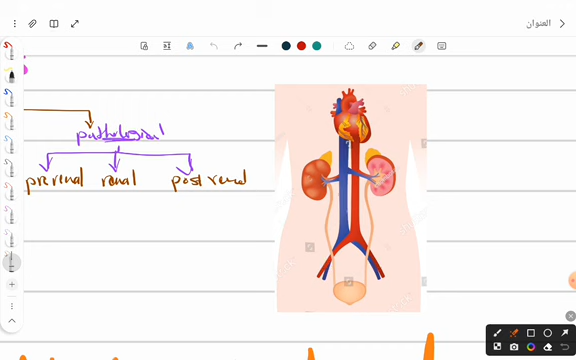 العنوان
pathological
prerenal renal post renal